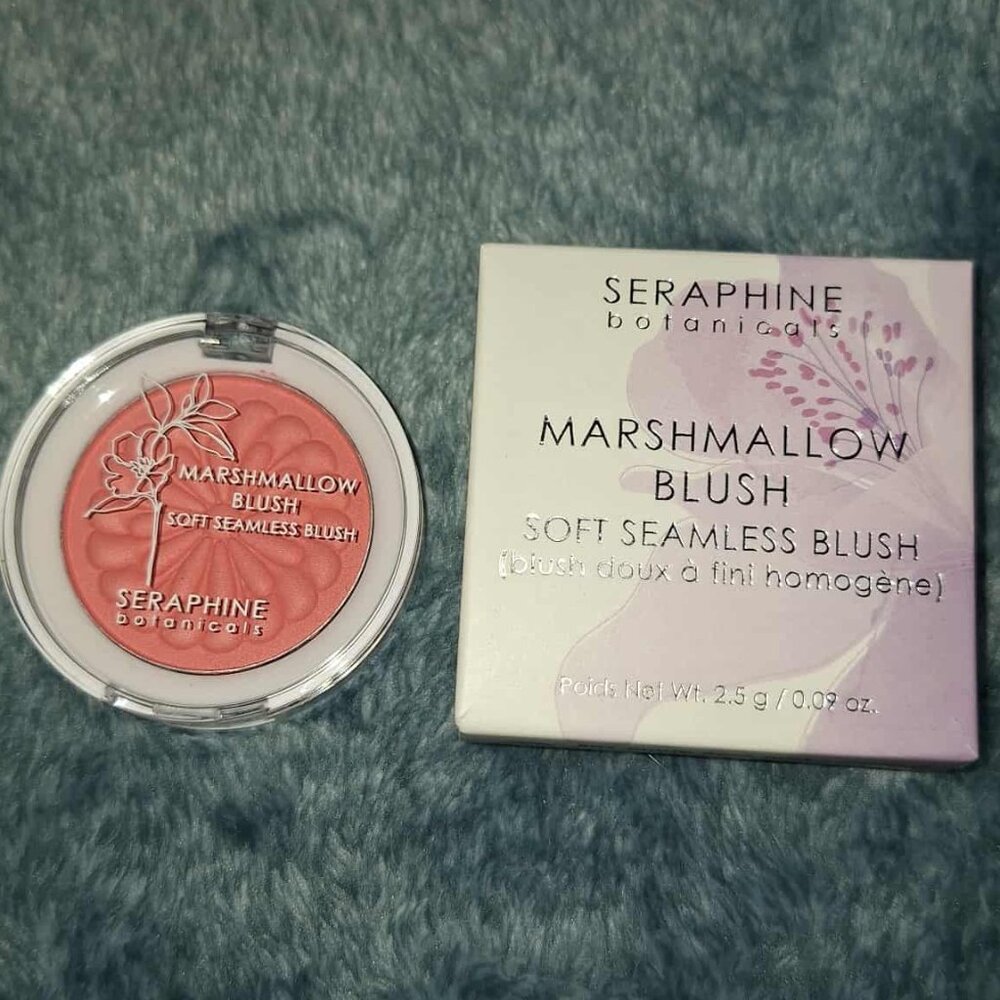 MARSHMALLOW
BLUSH
SOFT SEAMLESS BLUSH
SERAPHINE
botanicals
SERAPHINE
botanicals
MARSHMALLOW
BLUSH
SOFT SEAMLESS BLUSH
(blush doux à fini homogène)
Poids Net Wt. 2.5 g / 0.09 oz.